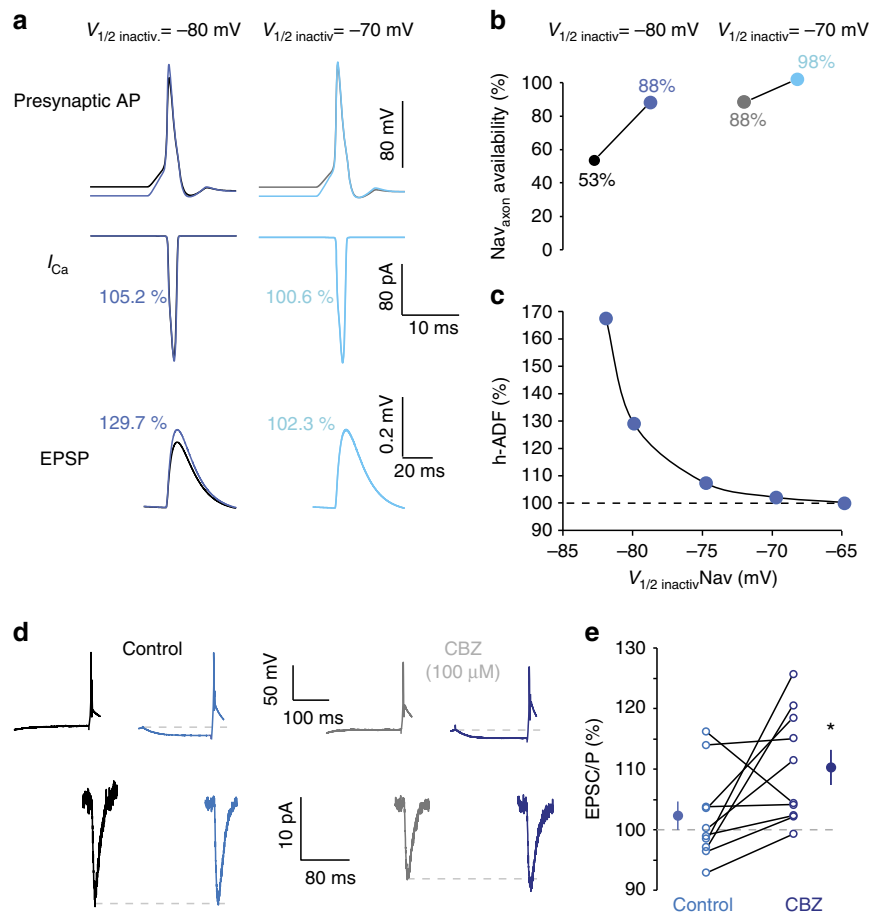 a
V1/2 inactiv.= –80 mV
V1/2 inactiv= –70 mV
Presynaptic AP
80 mV
ICa
105.2 %
100.6 %
80 pA
10 ms
EPSP
129.7 %
102.3 %
0.2 mV
20 ms
b
V1/2 inactiv= –80 mV
V1/2 inactiv= –70 mV
Navaxon availability (%)
100
80
60
40
20
0
88%
53%
98%
88%
c
h-ADF (%)
170
160
150
140
130
120
110
100
90
–85
–80
–75
–70
–65
V1/2 inactivNav (mV)
d
Control
50 mV
100 ms
CBZ
(100 μM)
10 pA
80 ms
e
EPSC/P (%)
130
120
110
100
90
*
Control
CBZ